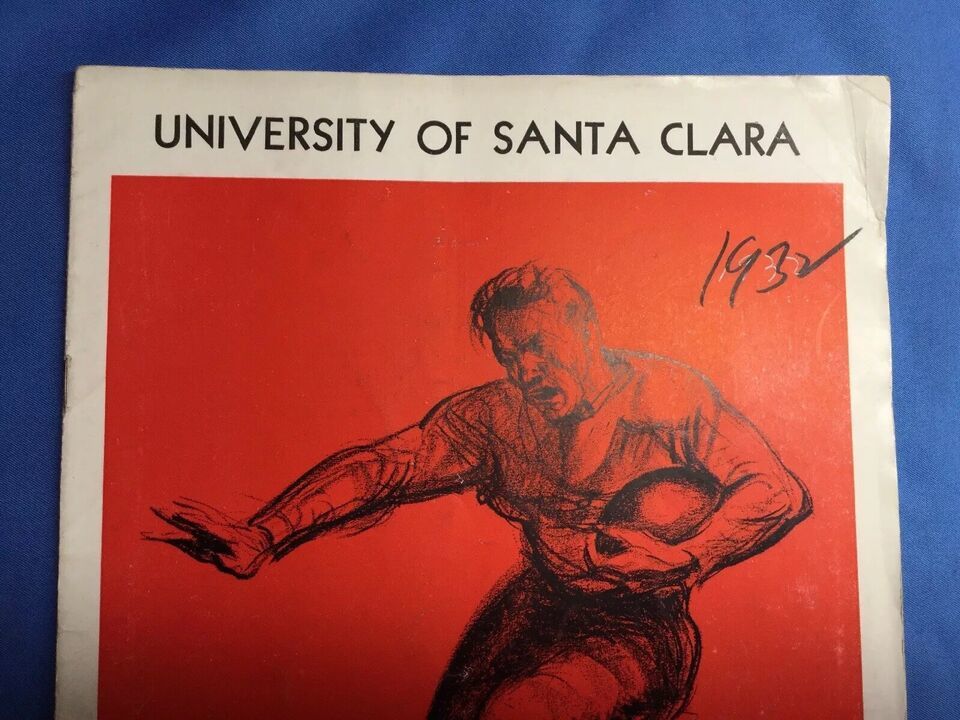 UNIVERSITY OF SANTA CLARA
1932